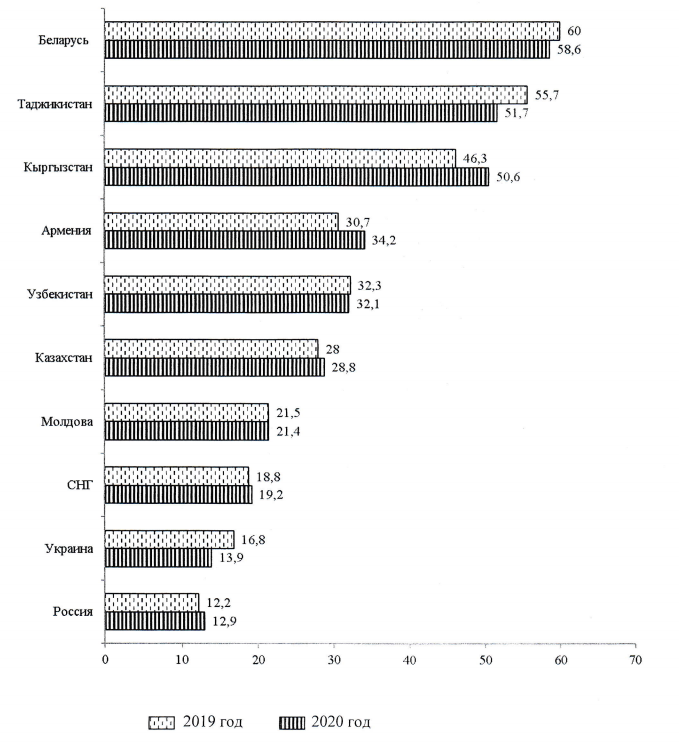 Беларусь
60
58,6
Таджикистан
55,7
51,7
Кыргызстан
46,3
50,6
Армения
30,7
34,2
Узбекистан
32,3
32,1
Казахстан
28
28,8
Молдова
21,5
21,4
СНГ
18,8
19,2
Украина
16,8
13,9
Россия
12,2
12,9
0 10 20 30 40 50 60 70
2019 год 2020 год